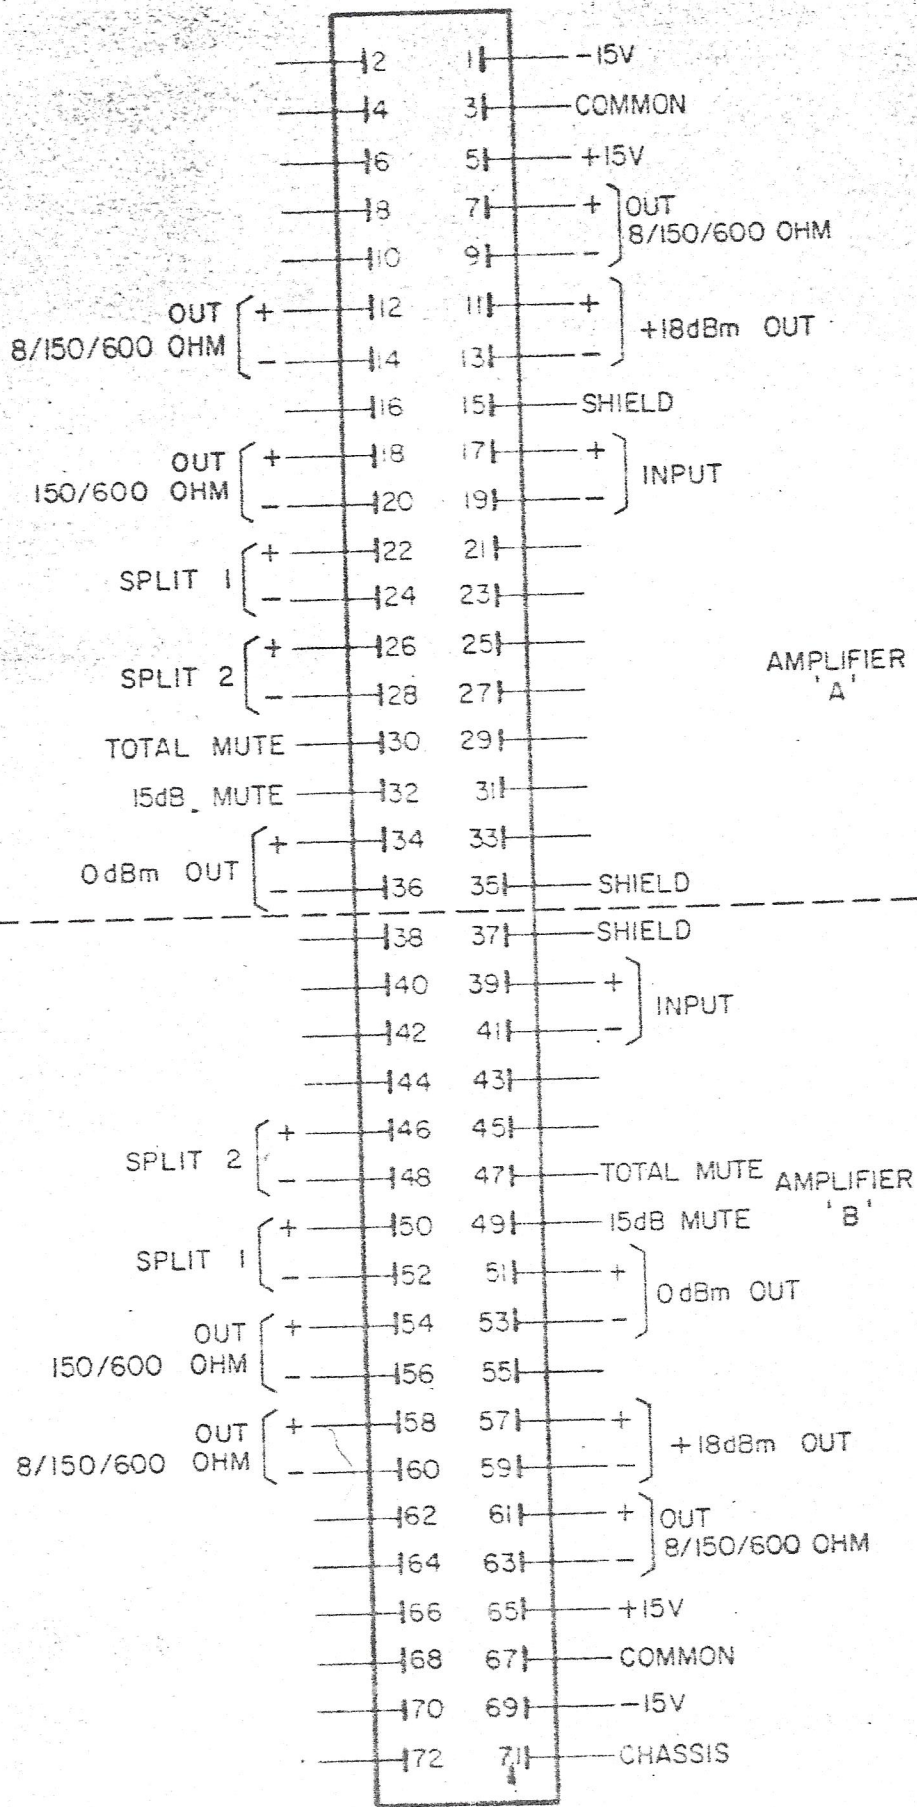 2 1 -15V
4 3 COMMON
6 5 +15V
8 7 + OUT
8/150/600 OHM
10 9 -
OUT + 12 11 +
8/150/600 OHM +18dBm OUT
- 14 13 -
16 15 SHIELD
OUT + 18 17 +
150/600 OHM INPUT
- 20 19 -
+ 22 21
SPLIT 1
- 24 23
+ 26 25
SPLIT 2
- 28 27
AMPLIFIER
'A'
TOTAL MUTE 30 29
15dB MUTE 32 31
+ 34 33
0dBm OUT
- 36 35 SHIELD
38 37 SHIELD
40 39 +
INPUT
42 41 -
44 43
+ 46 45
SPLIT 2
- 48 47 TOTAL MUTE
AMPLIFIER
'B'
+ 50 49 15dB MUTE
SPLIT 1
- 52 51 +
0dBm OUT
OUT + 54 53 -
150/600 OHM
- 56 55
OUT + 58 57 +
8/150/600 OHM +18dBm OUT
- 60 59 -
62 61 + OUT
8/150/600 OHM
64 63 -
66 65 +15V
68 67 COMMON
70 69 -15V
72 71 CHASSIS